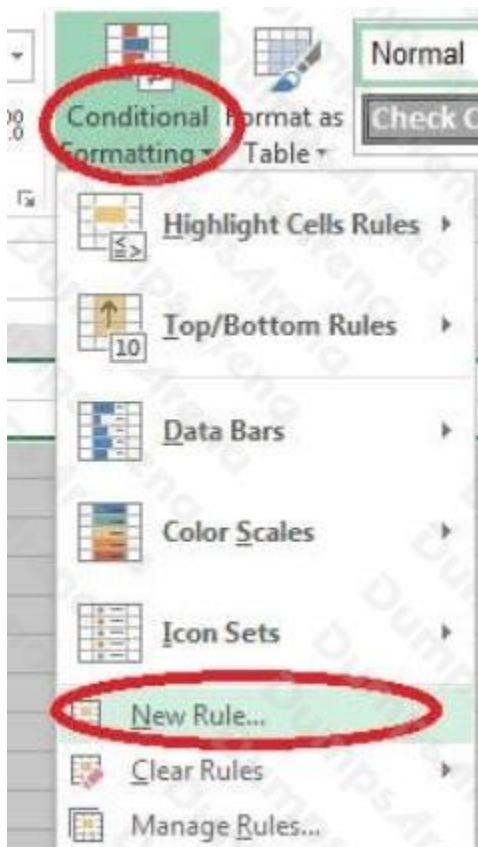 Normal
Conditional Formatting
Format as Table
Check C
Highlight Cells Rules
10
Top/Bottom Rules
Data Bars
Color Scales
Icon Sets
New Rule...
Clear Rules
Manage Rules...
DumpsArena